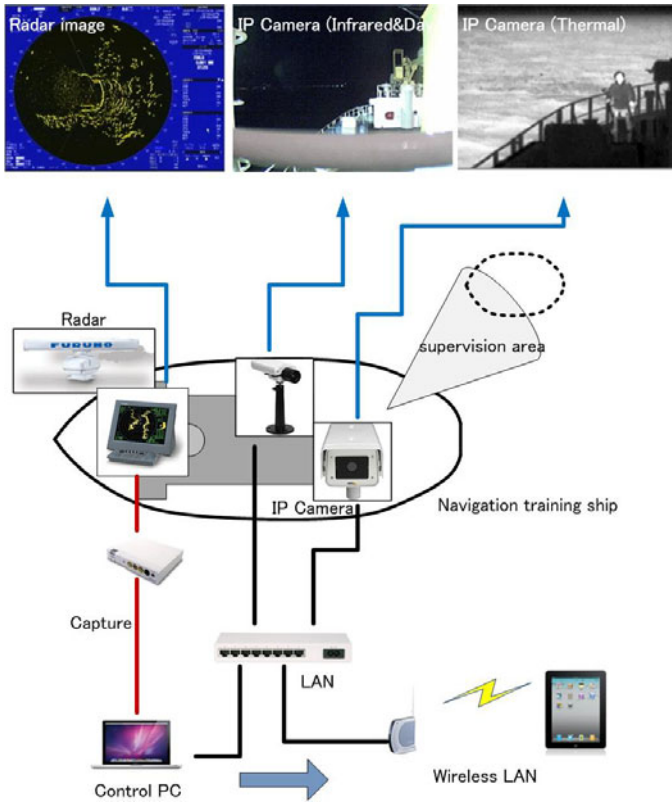 Radar image
IP Camera (Infrared&Da
IP Camera (Thermal)
Radar
FURUNO
supervision area
IP Camera
Navigation training ship
Capture
LAN
Control PC
Wireless LAN